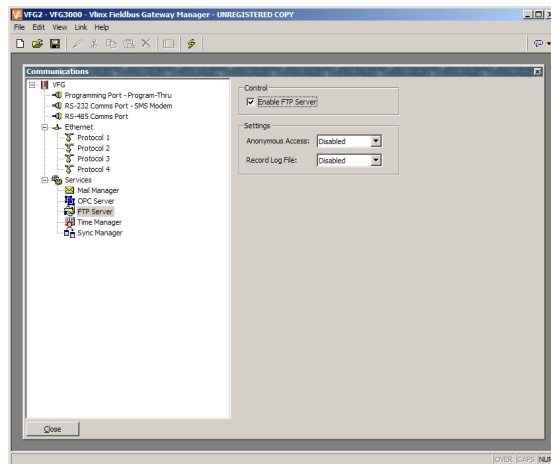 VFG2 - VFG3000 - Vlinx Fieldbus Gateway Manager - UNREGISTERED COPY
File Edit View Link Help
Communications
VFG
Programming Port - Program-Thru
RS-232 Comms Port - SMS Modem
RS-485 Comms Port
Ethernet
Protocol 1
Protocol 2
Protocol 3
Protocol 4
Services
Mail Manager
OPC Server
FTP Server
Time Manager
Sync Manager
Control
Enable FTP Server
Settings
Anonymous Access: Disabled
Record Log File: Disabled
Close
OVER CAPS NUM